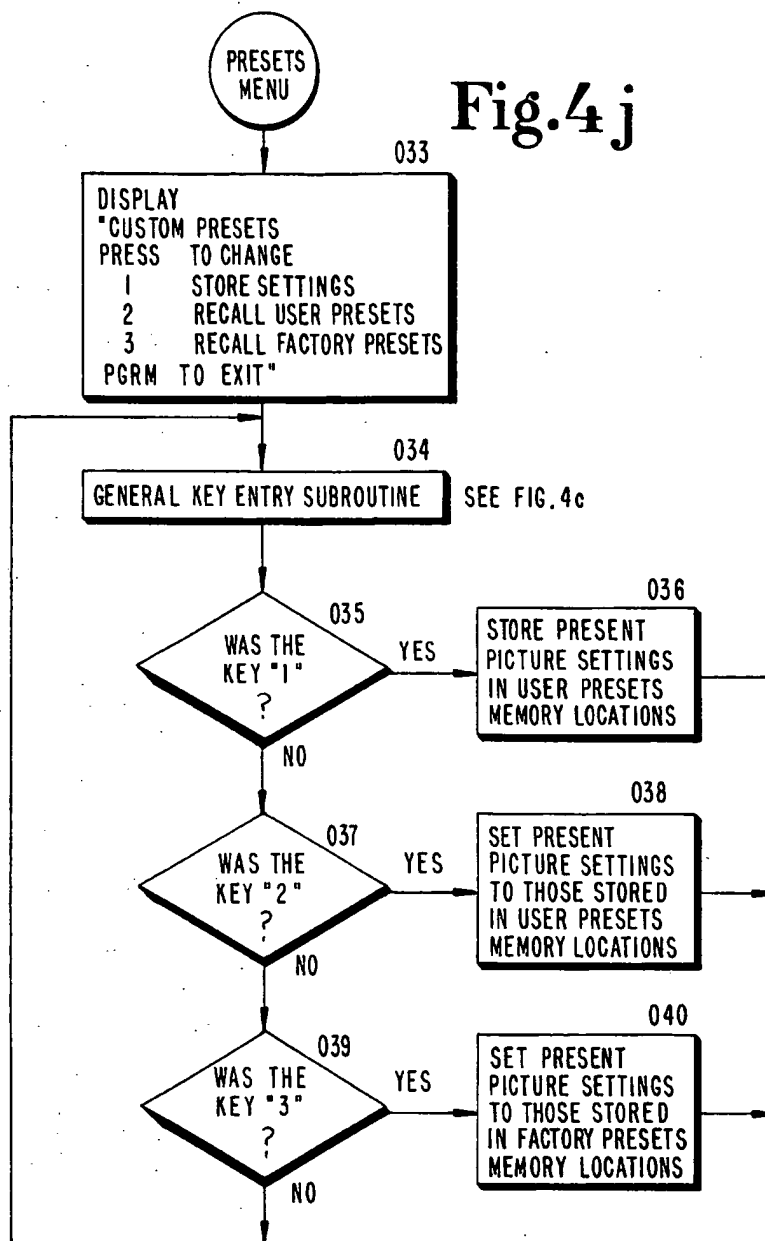 PRESETS
MENU
Fig.4j
033
DISPLAY
"CUSTOM PRESETS
PRESS TO CHANGE
1 STORE SETTINGS
2 RECALL USER PRESETS
3 RECALL FACTORY PRESETS
PGRM TO EXIT"
034
GENERAL KEY ENTRY SUBROUTINE
SEE FIG.4c
035
WAS THE
KEY "1"
?
YES
NO
036
STORE PRESENT
PICTURE SETTINGS
IN USER PRESETS
MEMORY LOCATIONS
037
WAS THE
KEY "2"
?
YES
NO
038
SET PRESENT
PICTURE SETTINGS
TO THOSE STORED
IN USER PRESETS
MEMORY LOCATIONS
039
WAS THE
KEY "3"
?
YES
NO
040
SET PRESENT
PICTURE SETTINGS
TO THOSE STORED
IN FACTORY PRESETS
MEMORY LOCATIONS